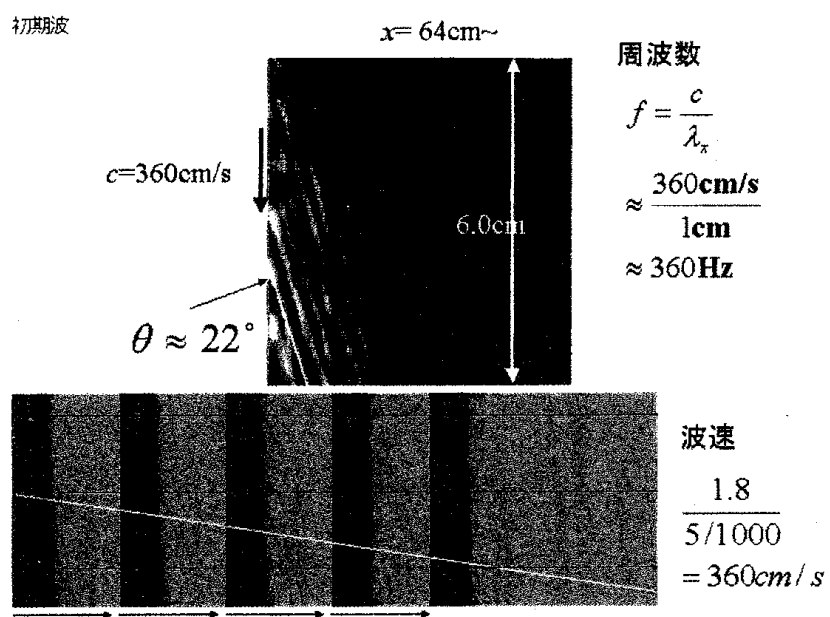 初期波
x= 64cm~
周波数
f = c / λx
c=360cm/s
≈ 360cm/s / 1cm
6.0cm
≈ 360Hz
θ ≈ 22°
波速
1.8 / 5/1000
= 360cm/s